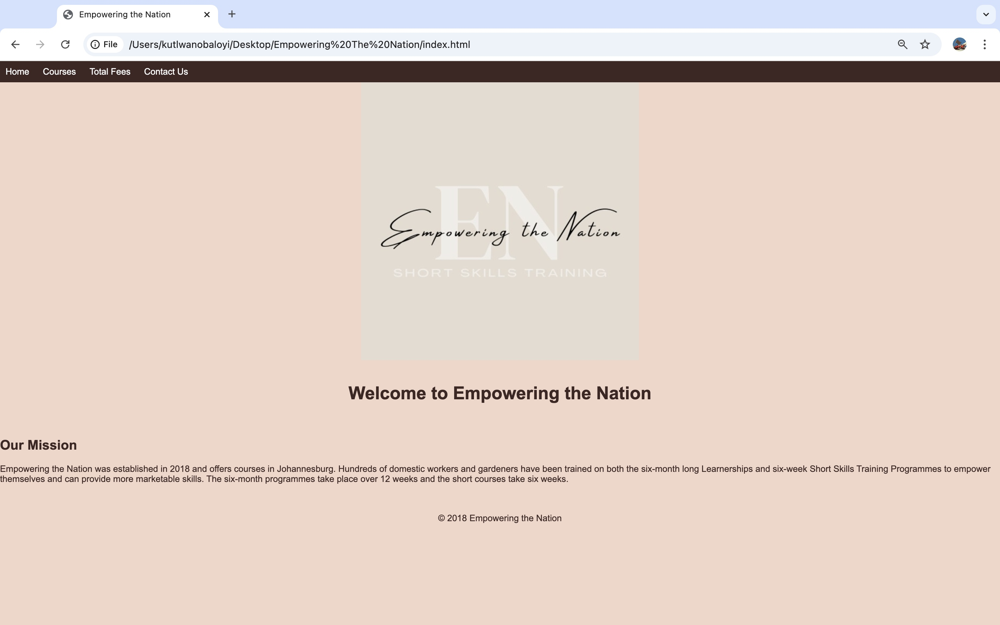 Empowering the Nation
File /Users/kutlwanobaloyi/Desktop/Empowering%20The%20Nation/index.html
Home Courses Total Fees Contact Us
EN
Empowering the Nation
SHORT SKILLS TRAINING
Welcome to Empowering the Nation
Our Mission
Empowering the Nation was established in 2018 and offers courses in Johannesburg. Hundreds of domestic workers and gardeners have been trained on both the six-month long Learnerships and six-week Short Skills Training Programmes to empower
themselves and can provide more marketable skills. The six-month programmes take place over 12 weeks and the short courses take six weeks.
© 2018 Empowering the Nation